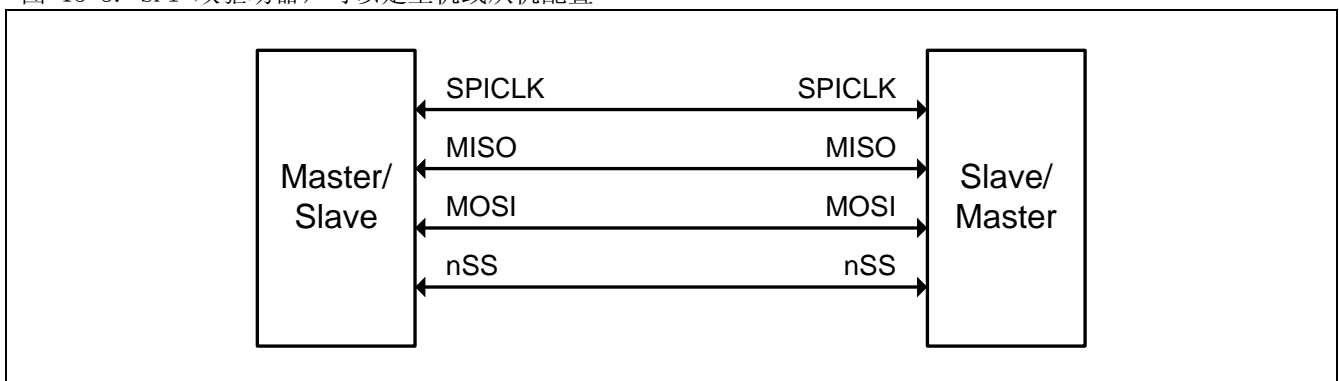 SPICLK SPICLK
MISO MISO
Master/ Slave/
MOSI MOSI
Slave Master
nSS nSS